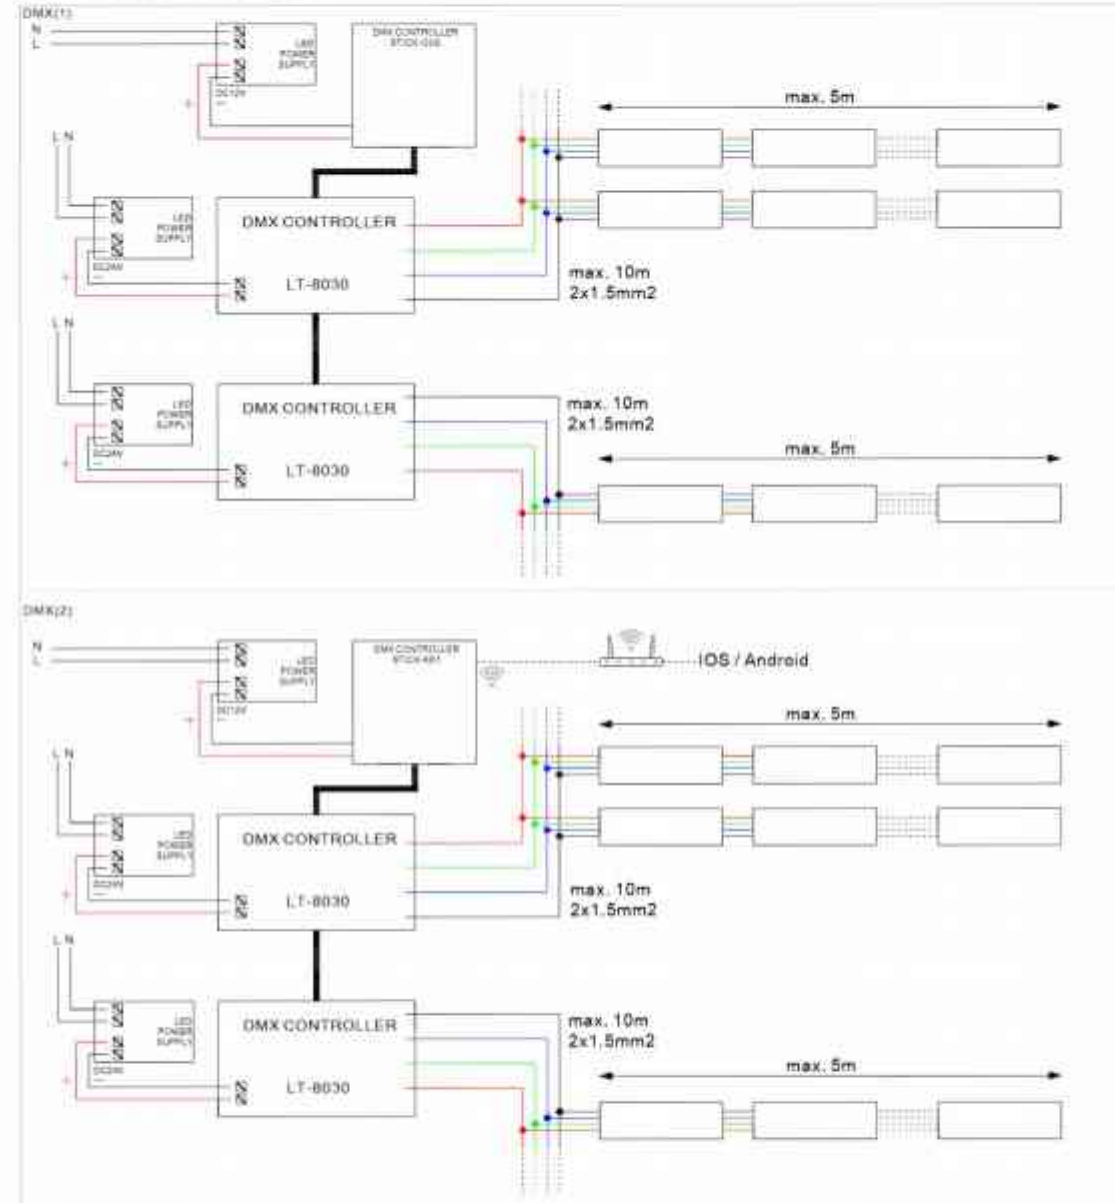 DMX(1)
N
L
LED
POWER
SUPPLY
DC12V
DMX CONTROLLER
max. 5m
L N
LED
POWER
SUPPLY
DC24V
DMX CONTROLLER
LT-8030
max. 10m
2x1.5mm2
L N
LED
POWER
SUPPLY
DC24V
DMX CONTROLLER
LT-8030
max. 10m
2x1.5mm2
max. 5m
DMX(2)
N
L
LED
POWER
SUPPLY
DC12V
DMX CONTROLLER
IOS / Android
max. 5m
L N
LED
POWER
SUPPLY
DC24V
DMX CONTROLLER
LT-8030
max. 10m
2x1.5mm2
L N
LED
POWER
SUPPLY
DC24V
DMX CONTROLLER
LT-8030
max. 10m
2x1.5mm2
max. 5m